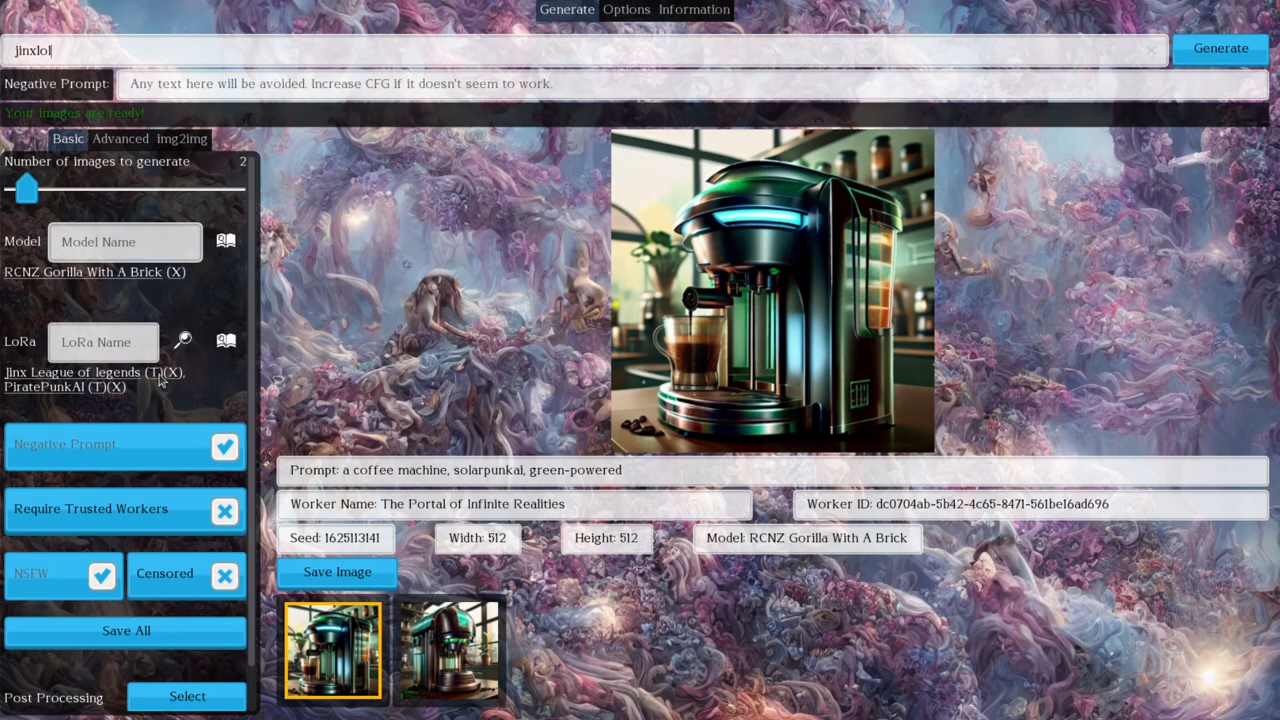 Generate Options Information
jinxlol
Generate
Negative Prompt:
Any text here will be avoided. Increase CFG if it doesn't seem to work.
Your images are ready!
Basic Advanced img2img
Number of images to generate 2
Model
Model Name
RCNZ Gorilla With A Brick (X)
LoRa
LoRa Name
Jinx League of legends (T)(X),
PiratePunkAI (T)(X)
Negative Prompt
Require Trusted Workers
NSFW
Censored
Save All
Post Processing
Select
Prompt: a coffee machine, solarpunkai, green-powered
Worker Name: The Portal of Infinite Realities
Worker ID: dc0704ab-5b42-4c65-8471-561be16ad696
Seed: 1625113141
Width: 512
Height: 512
Model: RCNZ Gorilla With A Brick
Save Image